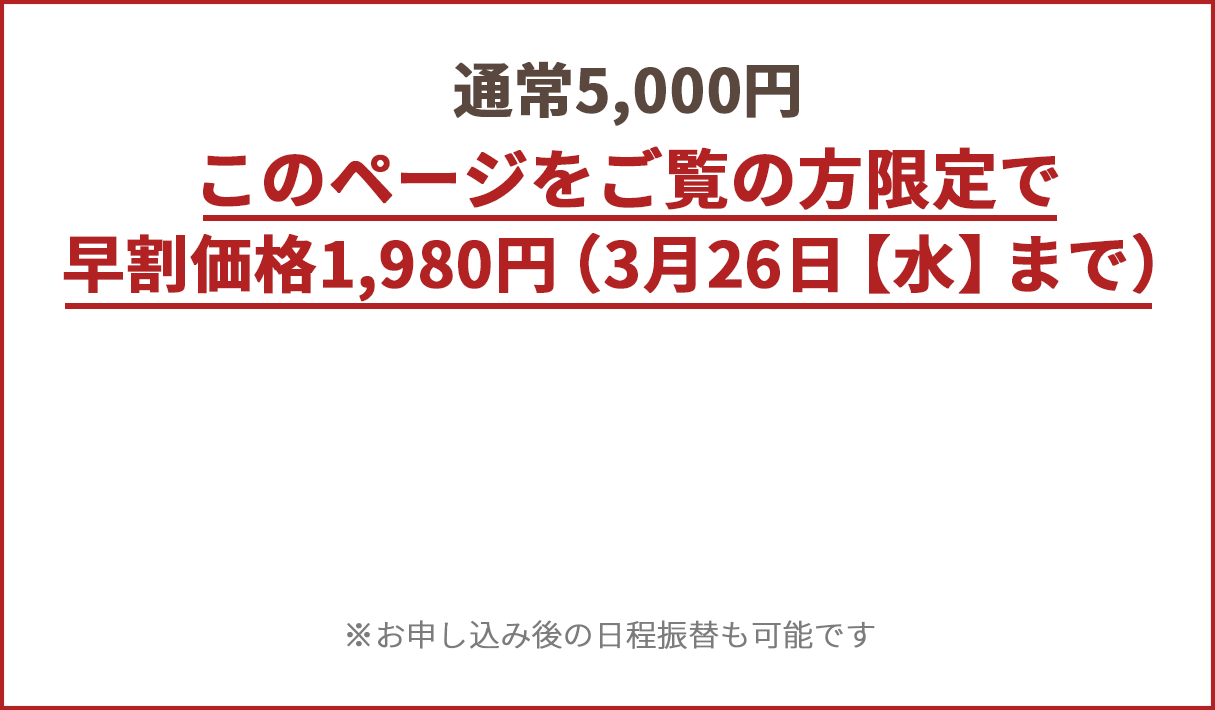 通常5,000円
このページをご覧の方限定で
早割価格1,980円（3月26日【水】まで）
※お申し込み後の日程振替も可能です